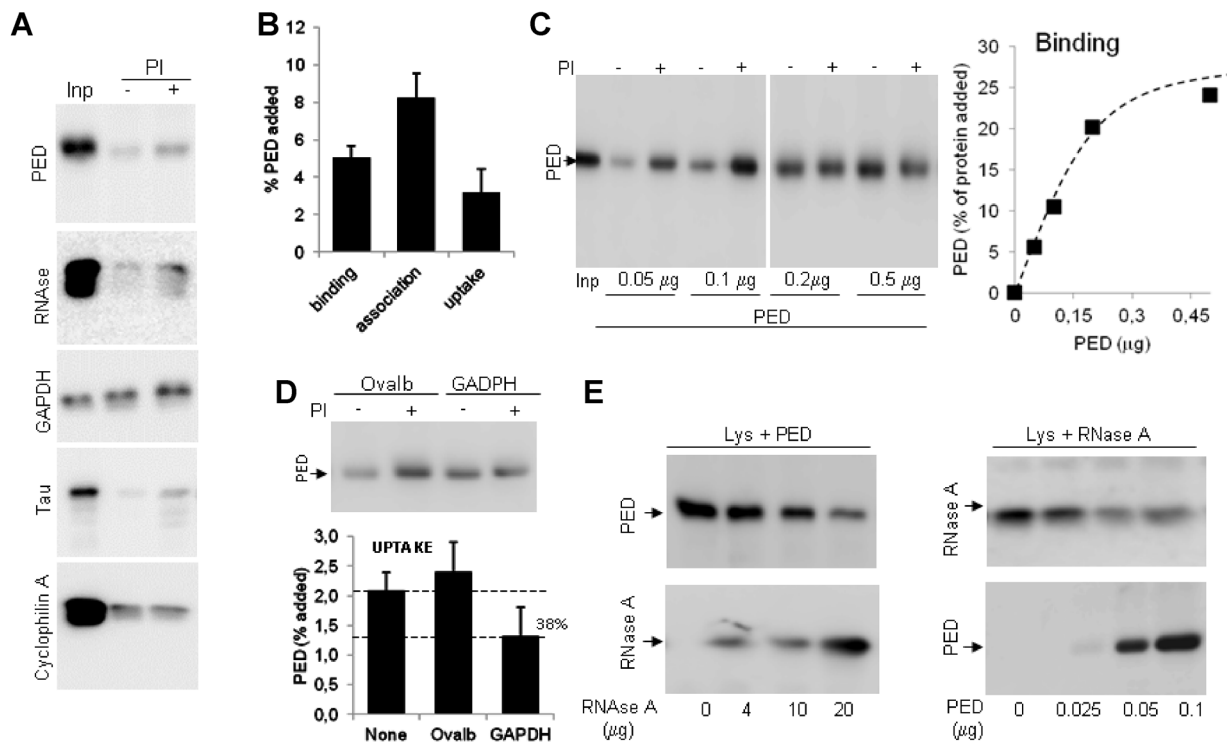 A
PI
Inp - +
PED
RNAse
GAPDH
Tau
Cyclophilin A
B
% PED added
10
8
6
4
2
0
binding
association
uptake
C
PI - + - + - + - +
PED
Inp 0.05 μg 0.1 μg 0.2μg 0.5 μg
PED
Binding
PED (% of protein added)
30
25
20
15
10
5
0
0 0,15 0,3 0,45
PED (μg)
D
Ovalb GADPH
PI - + - +
PED
UPTAKE
PED (% added)
3,0
2,5
2,0
1,5
1,0
0,5
0,0
38%
None Ovalb GAPDH
E
Lys + PED
PED
RNase A
RNAse A 0 4 10 20
(μg)
Lys + RNase A
RNase A
PED
PED 0 0.025 0.05 0.1
(μg)